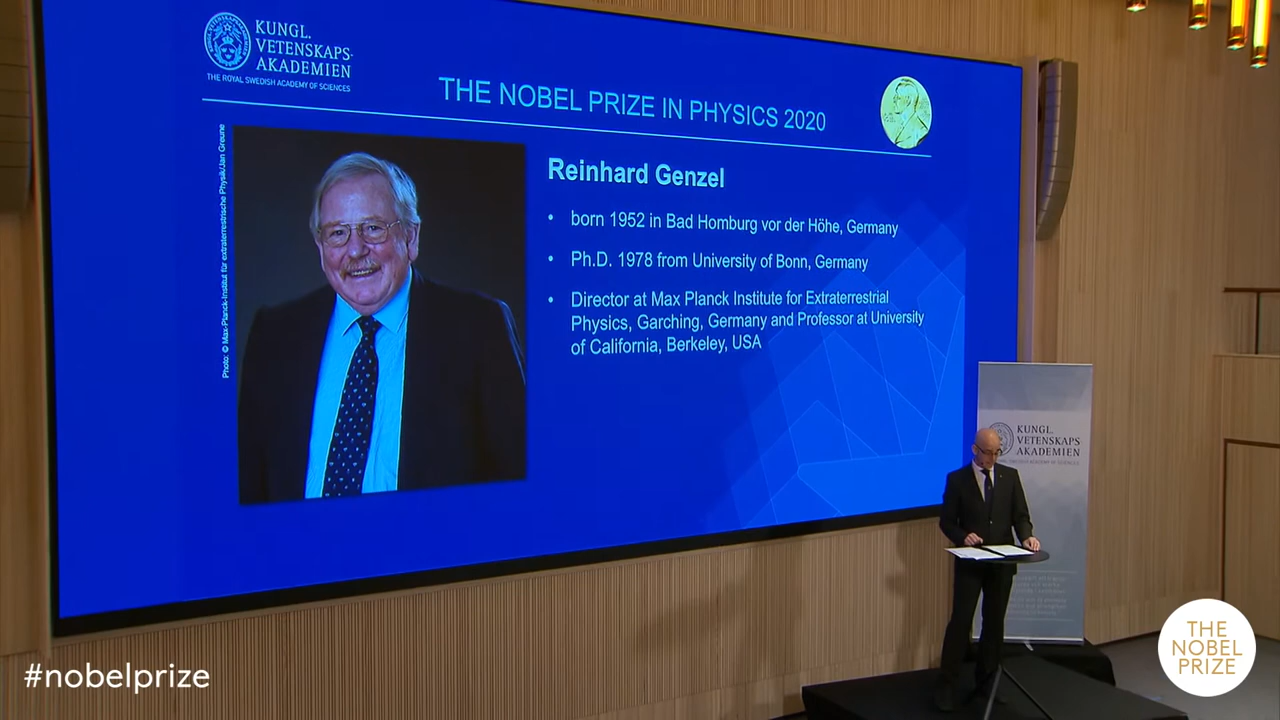 KUNGL.
VETENSKAPS-
AKADEMIEN
THE ROYAL SWEDISH ACADEMY OF SCIENCES
THE NOBEL PRIZE IN PHYSICS 2020
Photo: © Max-Planck-Institut für extraterrestrische Physik/Jan Greune
Reinhard Genzel
• born 1952 in Bad Homburg vor der Höhe, Germany
• Ph.D. 1978 from University of Bonn, Germany
• Director at Max Planck Institute for Extraterrestrial
Physics, Garching, Germany and Professor at University
of California, Berkeley, USA
KUNGL.
VETENSKAPS
AKADEMIEN
#nobelprize
THE
NOBEL
PRIZE